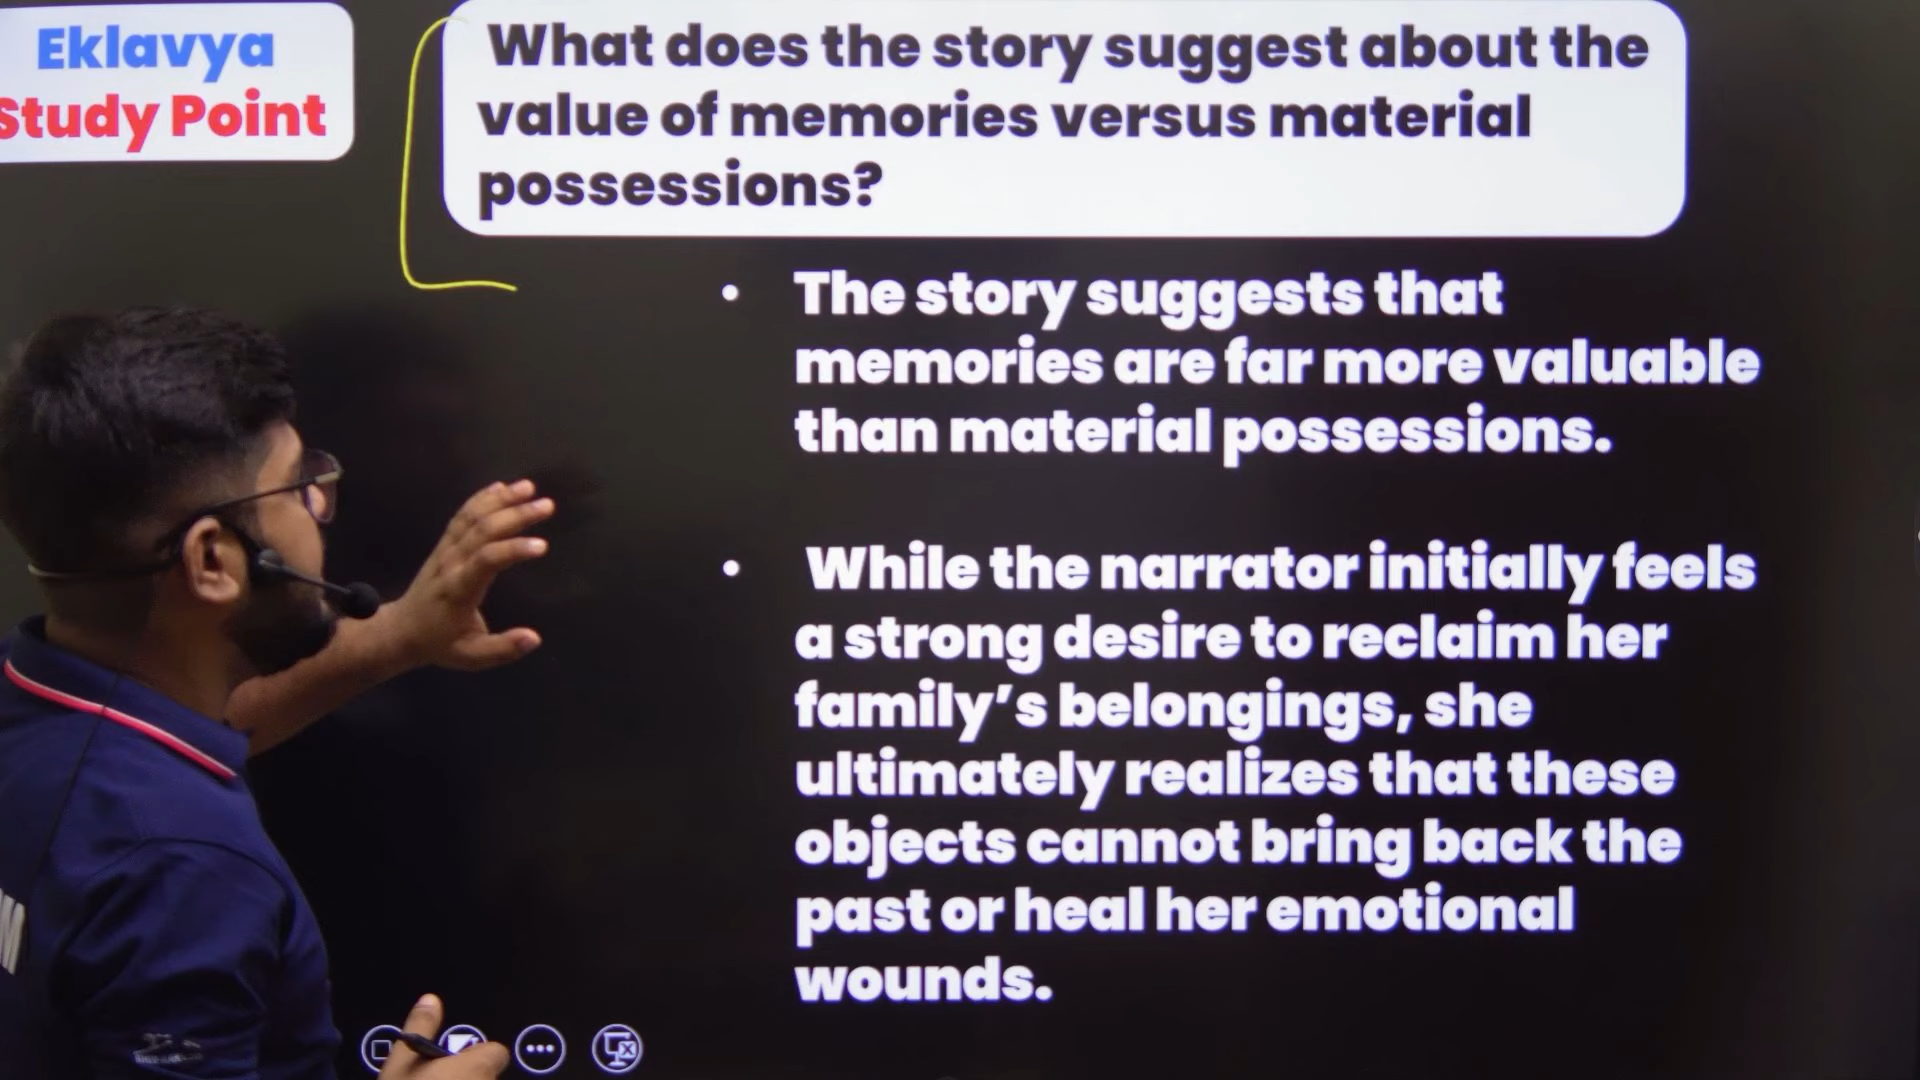 Eklavya
Study Point
What does the story suggest about the
value of memories versus material
possessions?
• The story suggests that
memories are far more valuable
than material possessions.
• While the narrator initially feels
a strong desire to reclaim her
family’s belongings, she
ultimately realizes that these
objects cannot bring back the
past or heal her emotional
wounds.